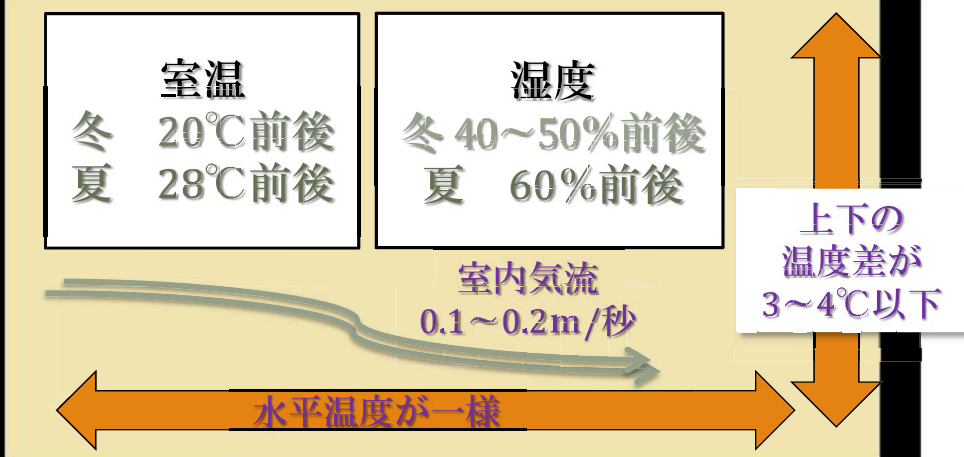 室温
冬　20℃前後
夏　28℃前後
湿度
冬 40～50%前後
夏　60%前後
上下の
温度差が
3～4℃以下
室内気流
0.1～0.2m/秒
水平温度が一様